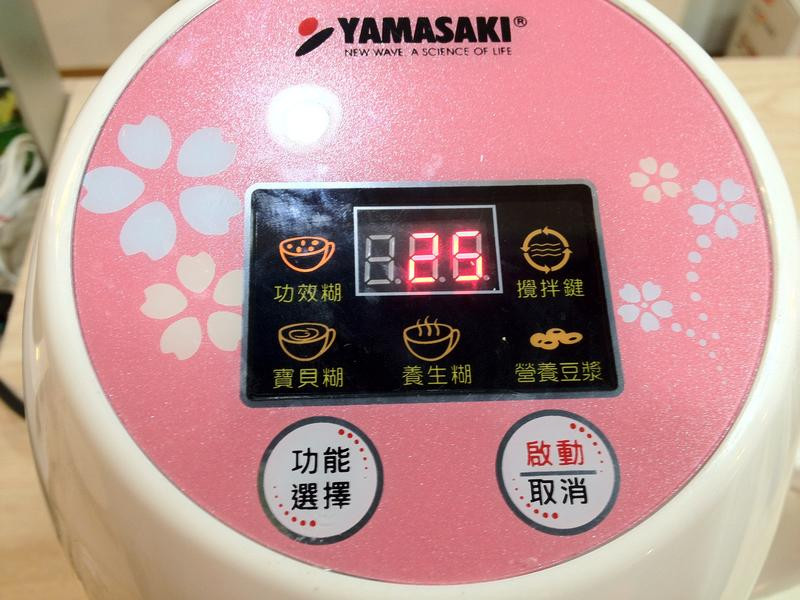 YAMASAKI®
NEW WAVE. A SCIENCE OF LIFE
25
功效糊
攪拌鍵
寶貝糊
養生糊
營養豆漿
功能
選擇
啟動
取消